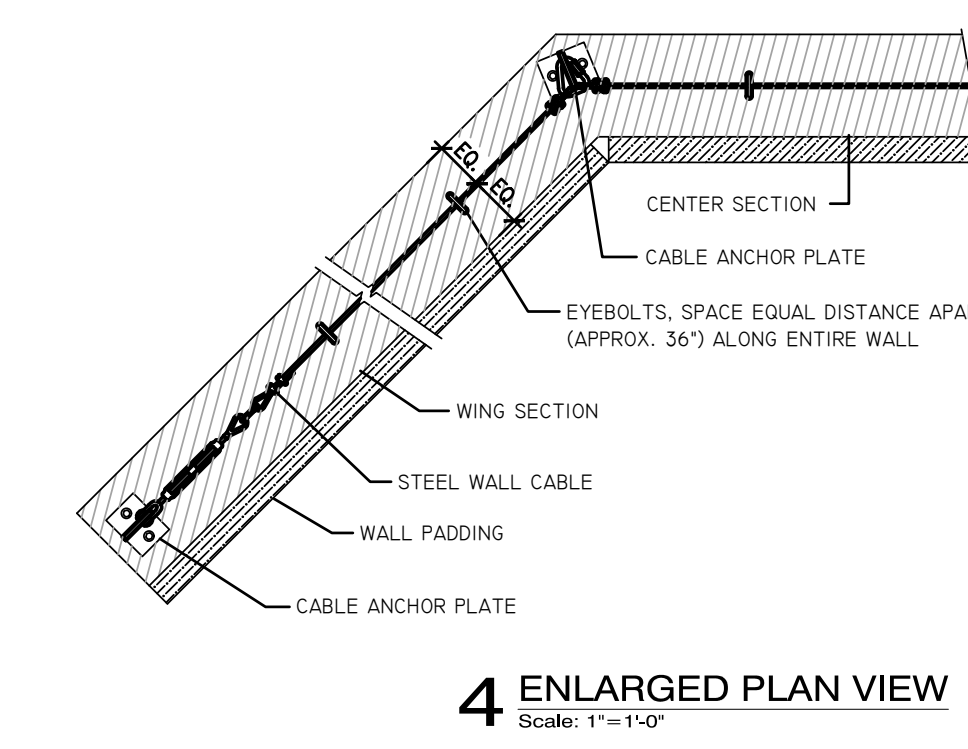 EQ.
EQ.
CENTER SECTION
CABLE ANCHOR PLATE
EYEBOLTS, SPACE EQUAL DISTANCE
(APPROX. 36") ALONG ENTIRE WALL
WING SECTION
STEEL WALL CABLE
WALL PADDING
CABLE ANCHOR PLATE
4 ENLARGED PLAN VIEW
Scale: 1"=1'-0"